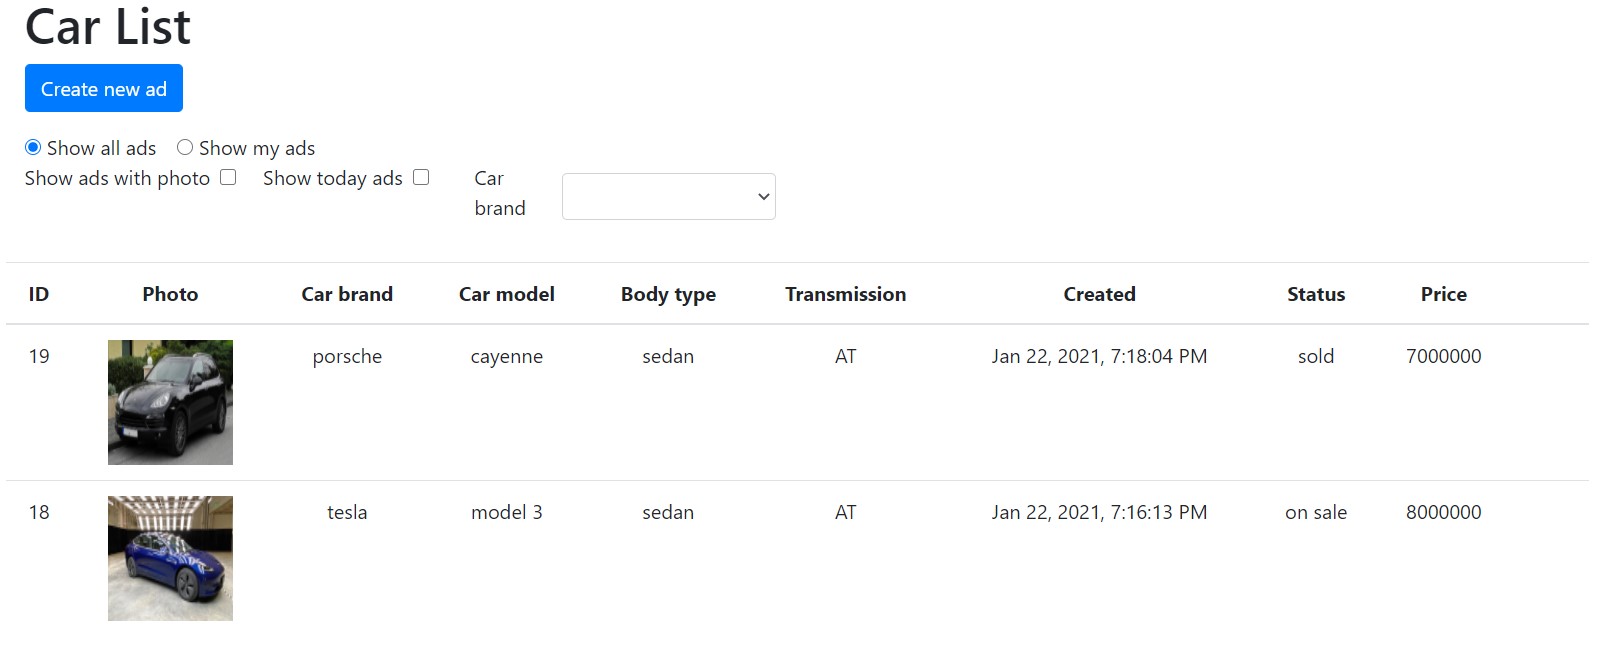 Car List
Create new ad
Show all ads Show my ads
Show ads with photo Show today ads Car brand
ID Photo Car brand Car model Body type Transmission Created Status Price
19 porsche cayenne sedan AT Jan 22, 2021, 7:18:04 PM sold 7000000
18 tesla model 3 sedan AT Jan 22, 2021, 7:16:13 PM on sale 8000000